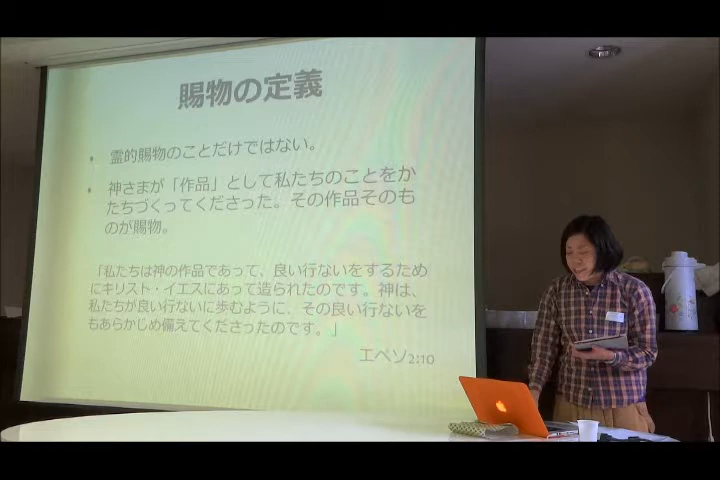 賜物の定義
• 霊的賜物のことだけではない。
• 神さまが「作品」として私たちのことをか
たちづくってくださった。その作品そのも
のが賜物。
「私たちは神の作品であって、良い行ないをするため
にキリスト・イエスにあって造られたのです。神は、
私たちが良い行ないに歩むように、その良い行ないを
もあらかじめ備えてくださったのです。」
エペソ2:10